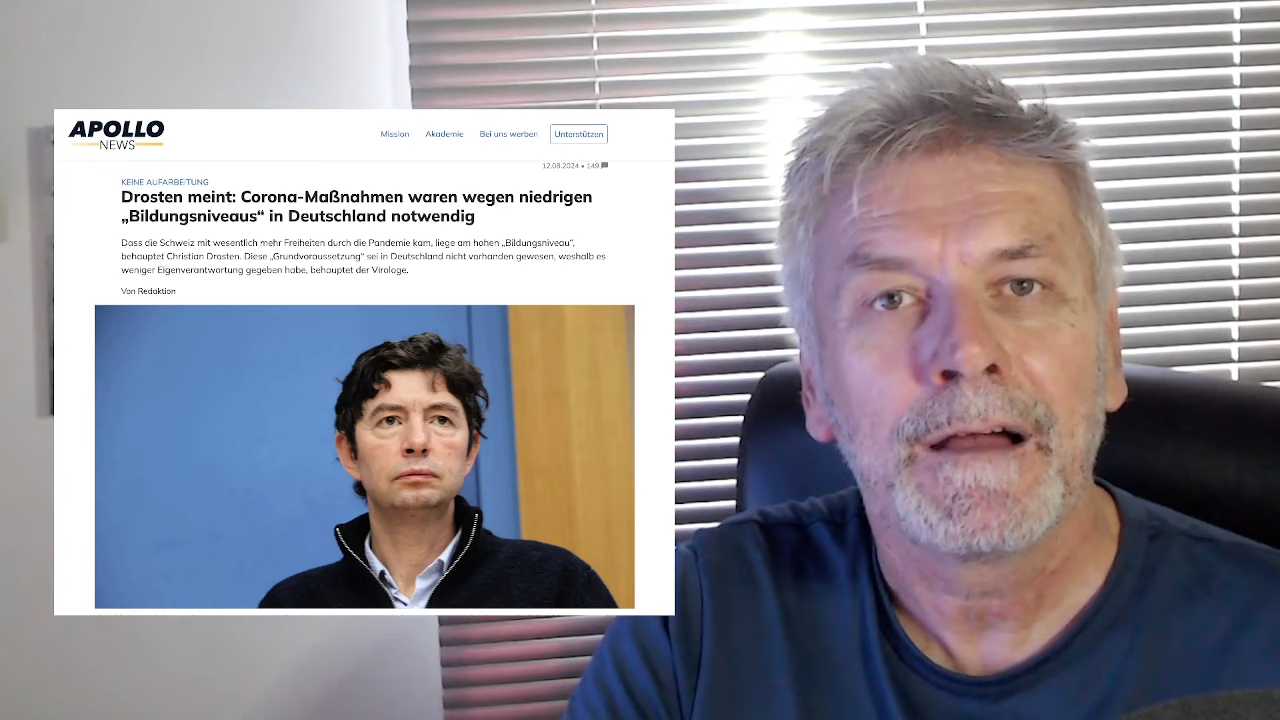 APOLLO
NEWS
Mission Akademie Bei uns werben Unterstützen
12.08.2024 • 149
KEINE AUFARBEITUNG
Drosten meint: Corona-Maßnahmen waren wegen niedrigen
„Bildungsniveaus“ in Deutschland notwendig
Dass die Schweiz mit wesentlich mehr Freiheiten durch die Pandemie kam, liege am hohen „Bildungsniveau“,
behauptet Christian Drosten. Diese „Grundvoraussetzung“ sei in Deutschland nicht vorhanden gewesen, weshalb es
weniger Eigenverantwortung gegeben habe, behauptet der Virologe.
Von Redaktion